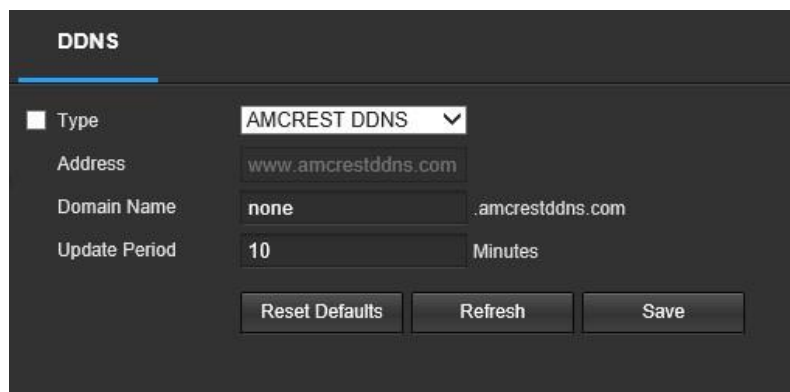 DDNS
Type AMCREST DDNS
Address www.amcrestddns.com
Domain Name none .amcrestddns.com
Update Period 10 Minutes
Reset Defaults Refresh Save